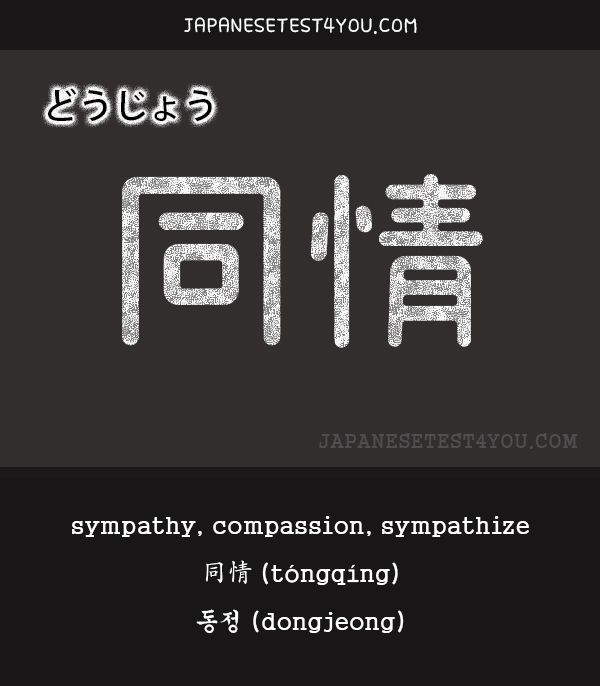 JAPANESETEST4YOU.COM
どうじょう
同情
JAPANESETEST4YOU.COM
sympathy, compassion, sympathize
同情 (tóngqíng)
동정 (dongjeong)